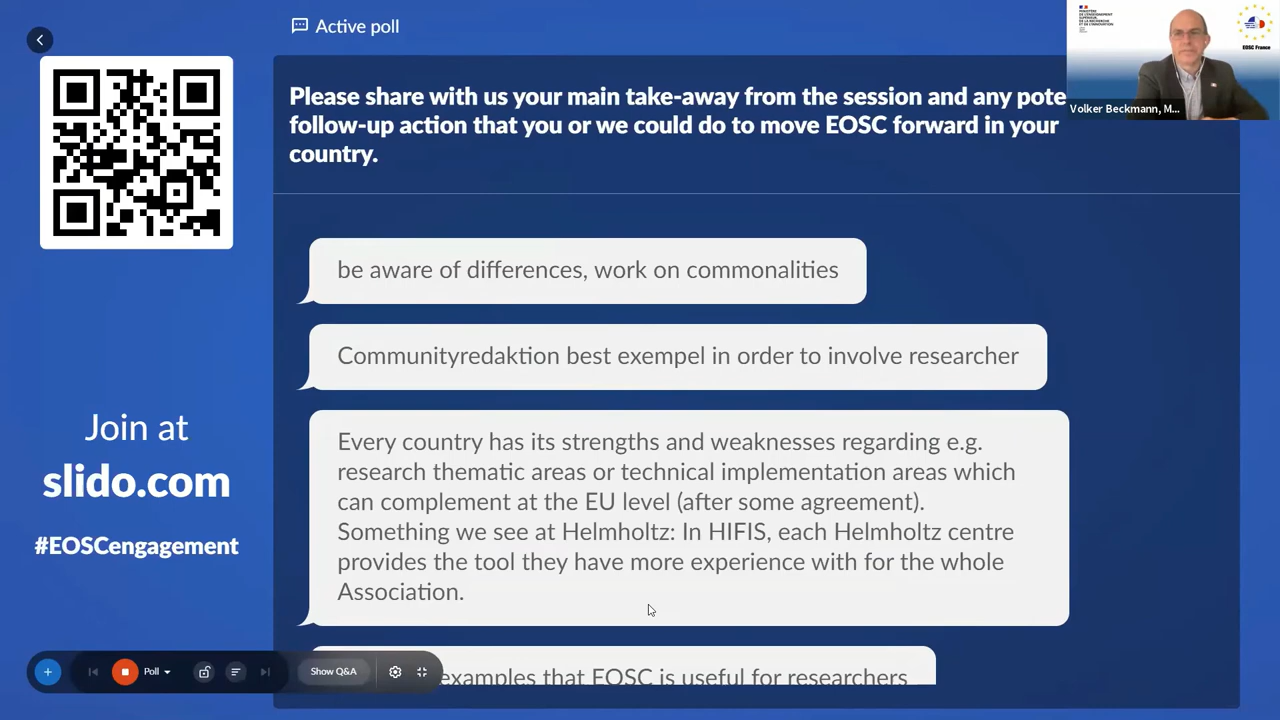 Active poll
Please share with us your main take-away from the session and any pote
follow-up action that you or we could do to move EOSC forward in your
country.
Volker Beckmann, M...
EOSC France
be aware of differences, work on commonalities
Communityredaktion best exempel in order to involve researcher
Every country has its strengths and weaknesses regarding e.g.
research thematic areas or technical implementation areas which
can complement at the EU level (after some agreement).
Something we see at Helmholtz: In HIFIS, each Helmholtz centre
provides the tool they have more experience with for the whole
Association.
examples that EOSC is useful for researchers
Join at
slido.com
#EOSCengagement
Poll
Show Q&A